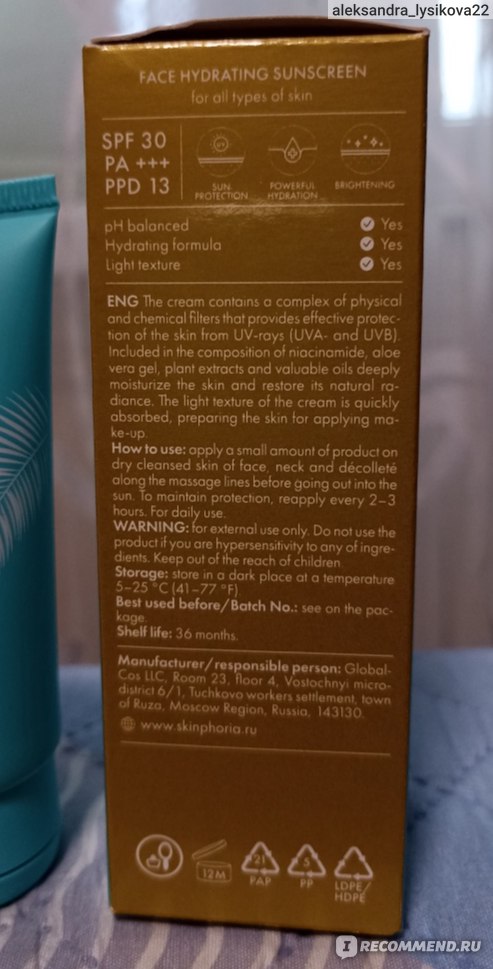 aleksandra_lysikova22
FACE HYDRATING SUNSCREEN
for all types of skin
SPF 30
PA +++
PPD 13
UV
SUN
PROTECTION
POWERFUL
HYDRATION
BRIGHTENING
pH balanced Yes
Hydrating formula Yes
Light texture Yes
ENG The cream contains a complex of physical
and chemical filters that provides effective protec-
tion of the skin from UV-rays (UVA- and UVB).
Included in the composition of niacinamide, aloe
vera gel, plant extracts and valuable oils deeply
moisturize the skin and restore its natural ra-
diance. The light texture of the cream is quickly
absorbed, preparing the skin for applying ma-
ke-up.
How to use: apply a small amount of product on
dry cleansed skin of face, neck and décolleté
along the massage lines before going out into the
sun. To maintain protection, reapply every 2–3
hours. For daily use.
WARNING: for external use only. Do not use the
product if you are hypersensitivity to any of ingre-
dients. Keep out of the reach of children
Storage: store in a dark place at a temperature
5–25 °C (41–77 °F)
Best used before/Batch No.: see on the pac-
kage.
Shelf life: 36 months.
Manufacturer/responsible person: Global-
Cos LLC, Room 23, floor 4, Vostochnyi micro-
district 6/1, Tuchkovo workers settlement, town
of Ruza, Moscow Region, Russia, 143130.
www.skinphoria.ru
12M
21
PAP
5
PP
LDPE/
HDPE
IRECOMMEND.RU